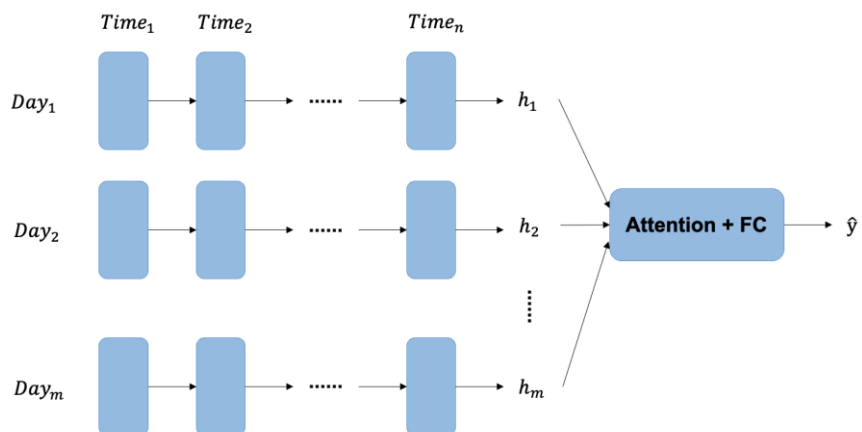 Time₁ Time₂ Timeₙ
Day₁ ...... h₁
Day₂ ...... h₂
Attention + FC ŷ
Dayₘ ...... hₘ